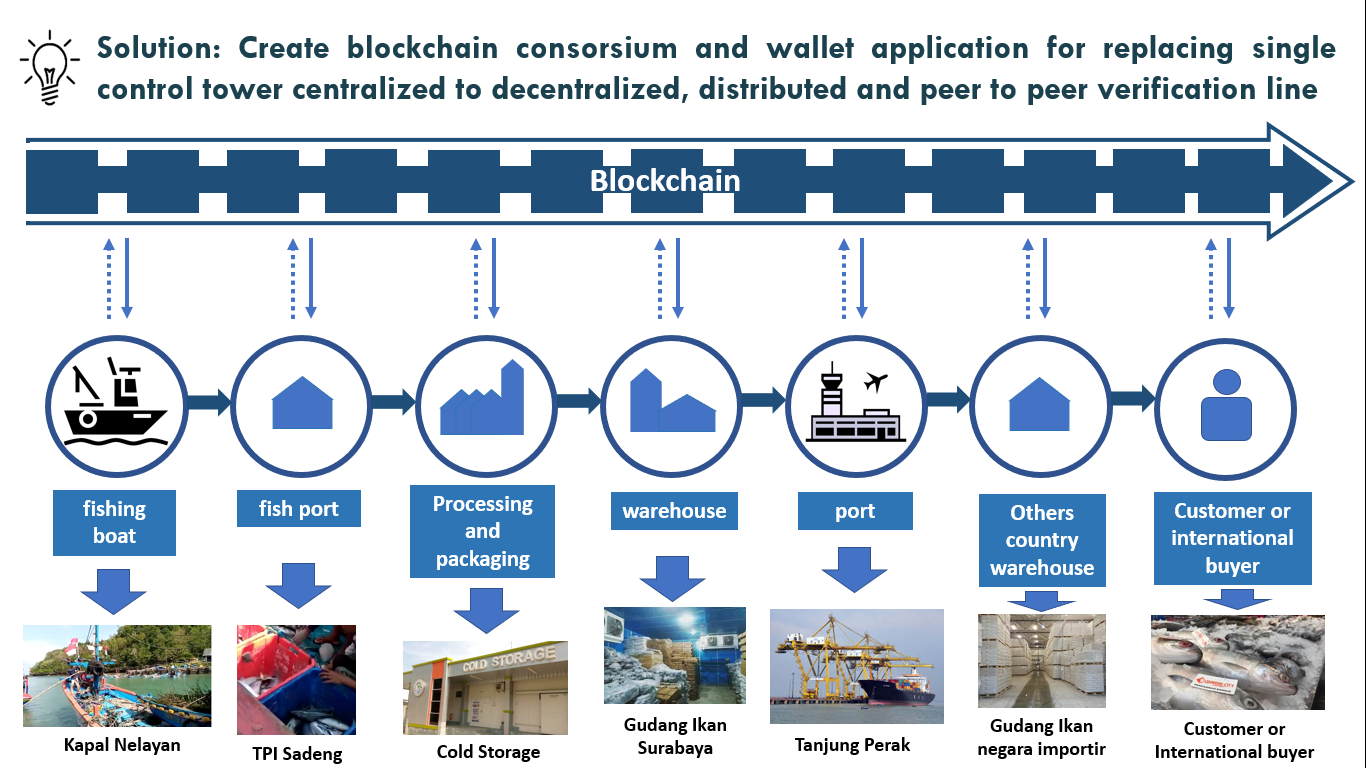 Solution: Create blockchain consorsium and wallet application for replacing single
control tower centralized to decentralized, distributed and peer to peer verification line
Blockchain
fishing
boat
fish port
Processing
and
packaging
warehouse
port
Others
country
warehouse
Customer or
international
buyer
COLD STORAGE
Kapal Nelayan
TPI Sadeng
Cold Storage
Gudang Ikan
Surabaya
Tanjung Perak
Gudang Ikan
negara importir
Customer or
International buyer